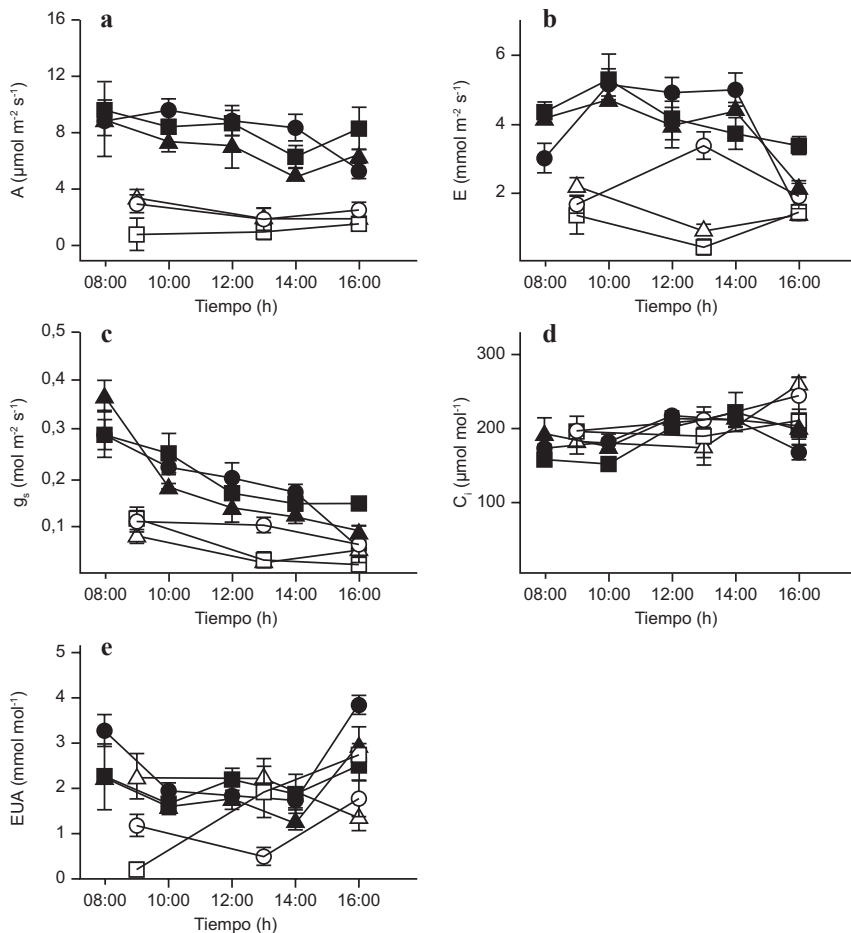 a
16
12
8
4
0
A (µmol m⁻² s⁻¹)
08:00 10:00 12:00 14:00 16:00
Tiempo (h)
b
6
4
2
E (mmol m⁻² s⁻¹)
08:00 10:00 12:00 14:00 16:00
Tiempo (h)
c
0,5
0,4
0,3
0,2
0,1
gₛ (mol m⁻² s⁻¹)
08:00 10:00 12:00 14:00 16:00
Tiempo (h)
d
300
200
100
Cᵢ (µmol mol⁻¹)
08:00 10:00 12:00 14:00 16:00
Tiempo (h)
e
5
4
3
2
1
0
EUA (mmol mol⁻¹)
08:00 10:00 12:00 14:00 16:00
Tiempo (h)